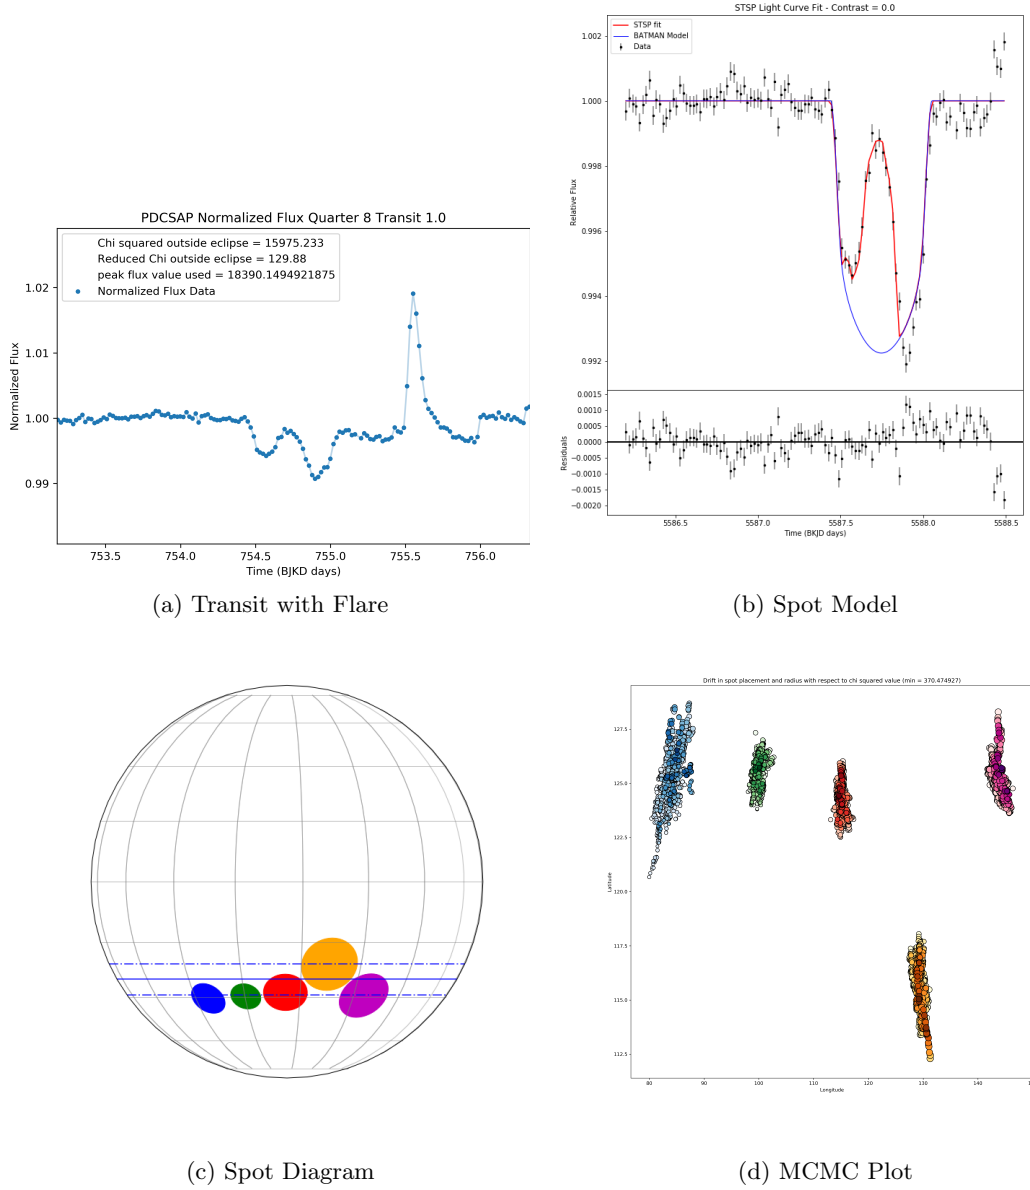 PDCSAP Normalized Flux Quarter 8 Transit 1.0
Chi squared outside eclipse = 15975.233
Reduced Chi outside eclipse = 129.88
peak flux value used = 18390.1494921875
Normalized Flux Data
Normalized Flux
1.02
1.01
1.00
0.99
753.5 754.0 754.5 755.0 755.5 756.0
Time (BJKD days)
(a) Transit with Flare
STSP Light Curve Fit - Contrast = 0.0
STSP fit
BATMAN Model
Data
Relative Flux
1.002
1.000
0.998
0.996
0.994
0.992
Residuals
0.0015
0.0010
0.0005
0.0000
−0.0005
−0.0010
−0.0015
−0.0020
5586.5 5587.0 5587.5 5588.0 5588.5
Time (BKJD days)
(b) Spot Model
(c) Spot Diagram
Drift in spot placement and radius with respect to chi squared value (min = 370.474927)
Latitude
127.5
125.0
122.5
120.0
117.5
115.0
112.5
80 90 100 110 120 130 140
Longitude
(d) MCMC Plot